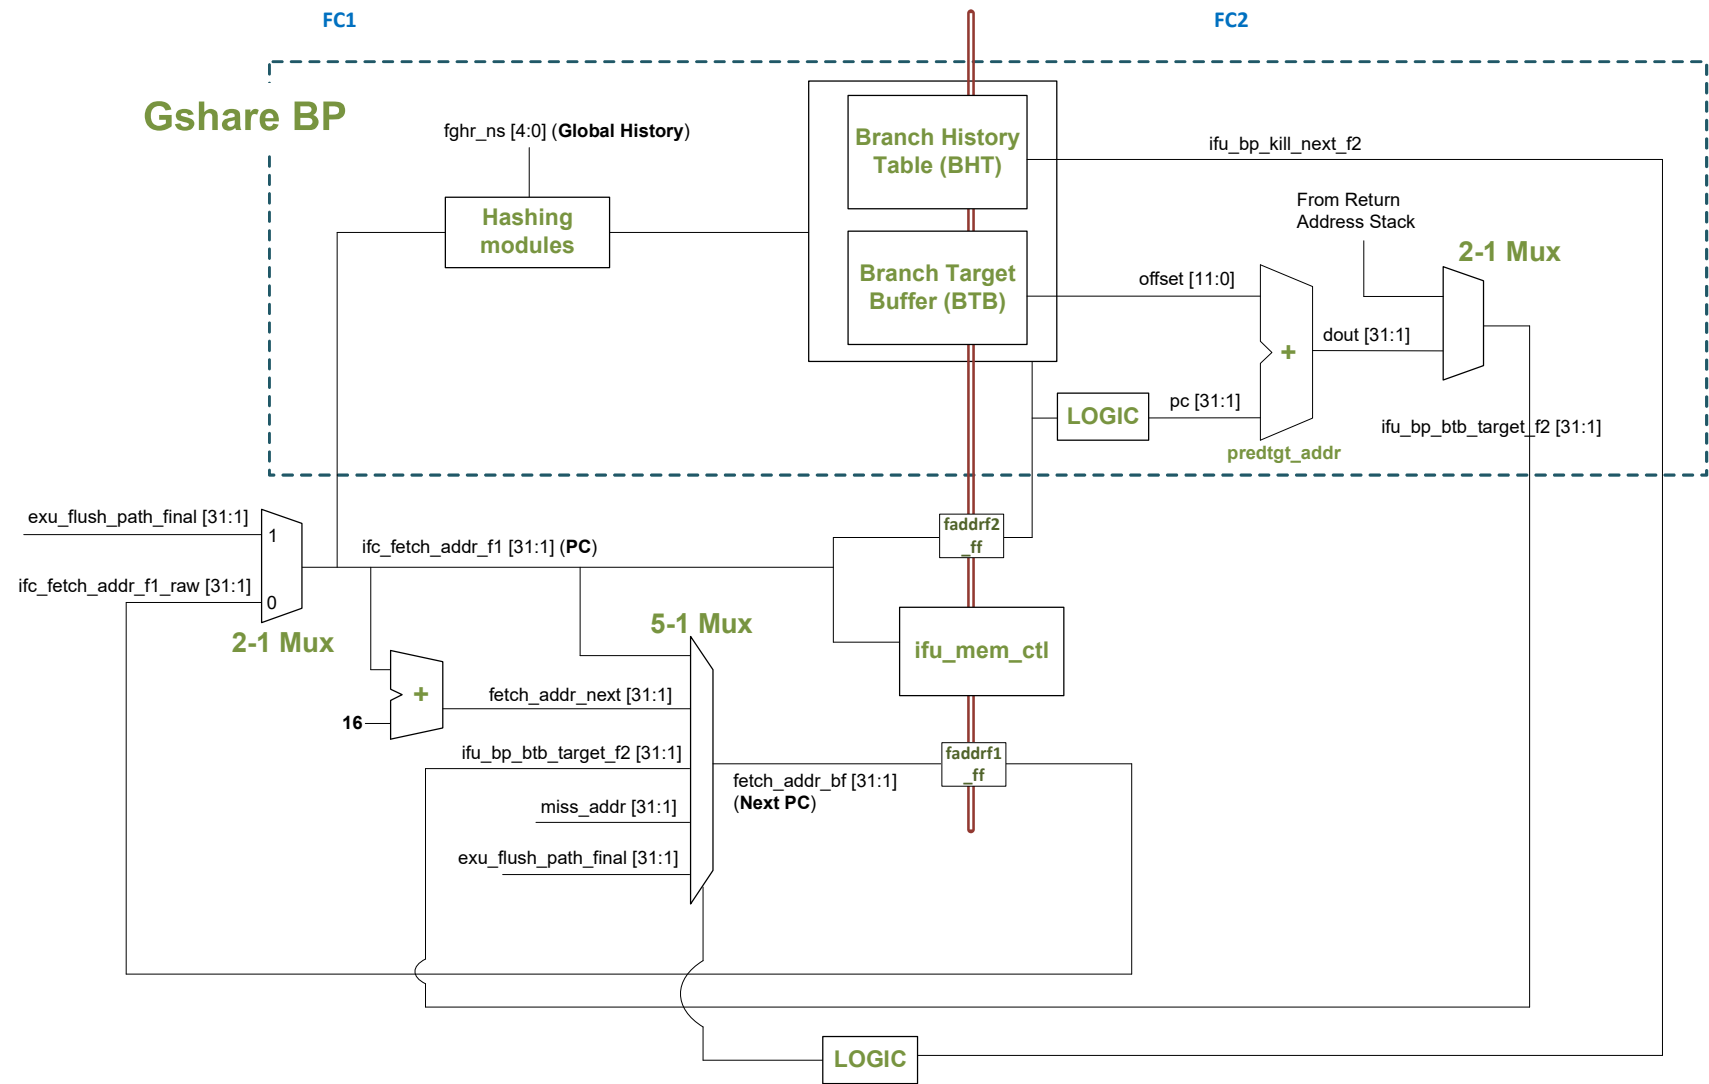 FC1
FC2
Gshare BP
fghr_ns [4:0] (Global History)
Hashing
modules
Branch History
Table (BHT)
Branch Target
Buffer (BTB)
ifu_bp_kill_next_f2
From Return
Address Stack
2-1 Mux
offset [11:0]
+
dout [31:1]
LOGIC
pc [31:1]
predtgt_addr
ifu_bp_btb_target_f2 [31:1]
exu_flush_path_final [31:1]
1
ifc_fetch_addr_f1_raw [31:1]
0
2-1 Mux
ifc_fetch_addr_f1 [31:1] (PC)
faddrf2
_ff
5-1 Mux
ifu_mem_ctl
+
16
fetch_addr_next [31:1]
ifu_bp_btb_target_f2 [31:1]
miss_addr [31:1]
exu_flush_path_final [31:1]
fetch_addr_bf [31:1]
(Next PC)
faddrf1
_ff
LOGIC